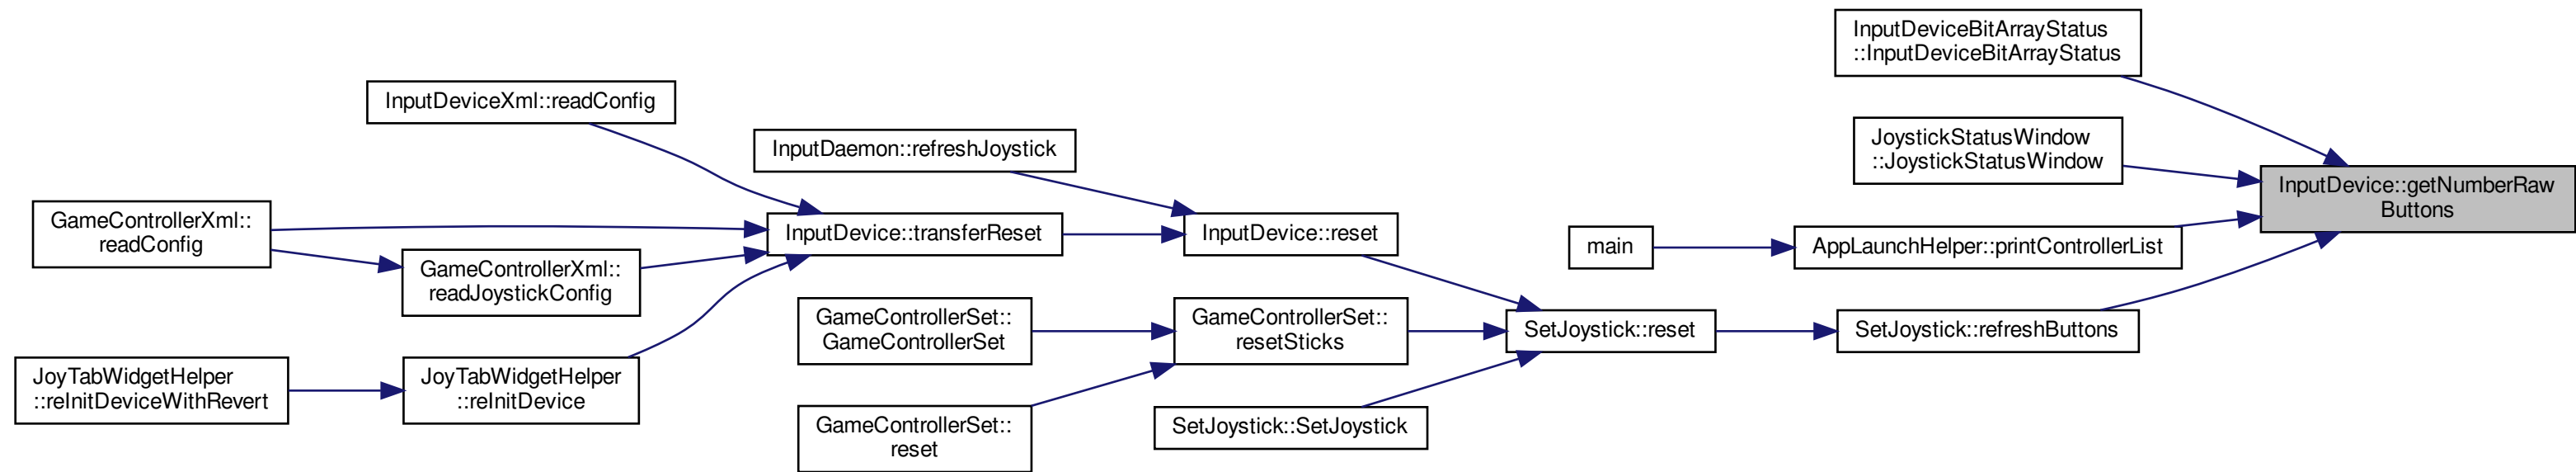 InputDeviceBitArrayStatus
::InputDeviceBitArrayStatus
InputDeviceXml::readConfig
JoystickStatusWindow
::JoystickStatusWindow
InputDaemon::refreshJoystick
InputDevice::getNumberRaw
Buttons
GameControllerXml::
readConfig
InputDevice::transferReset
InputDevice::reset
main
AppLaunchHelper::printControllerList
GameControllerXml::
readJoystickConfig
GameControllerSet::
GameControllerSet
GameControllerSet::
resetSticks
SetJoystick::reset
SetJoystick::refreshButtons
JoyTabWidgetHelper
::reInitDeviceWithRevert
JoyTabWidgetHelper
::reInitDevice
GameControllerSet::
reset
SetJoystick::SetJoystick